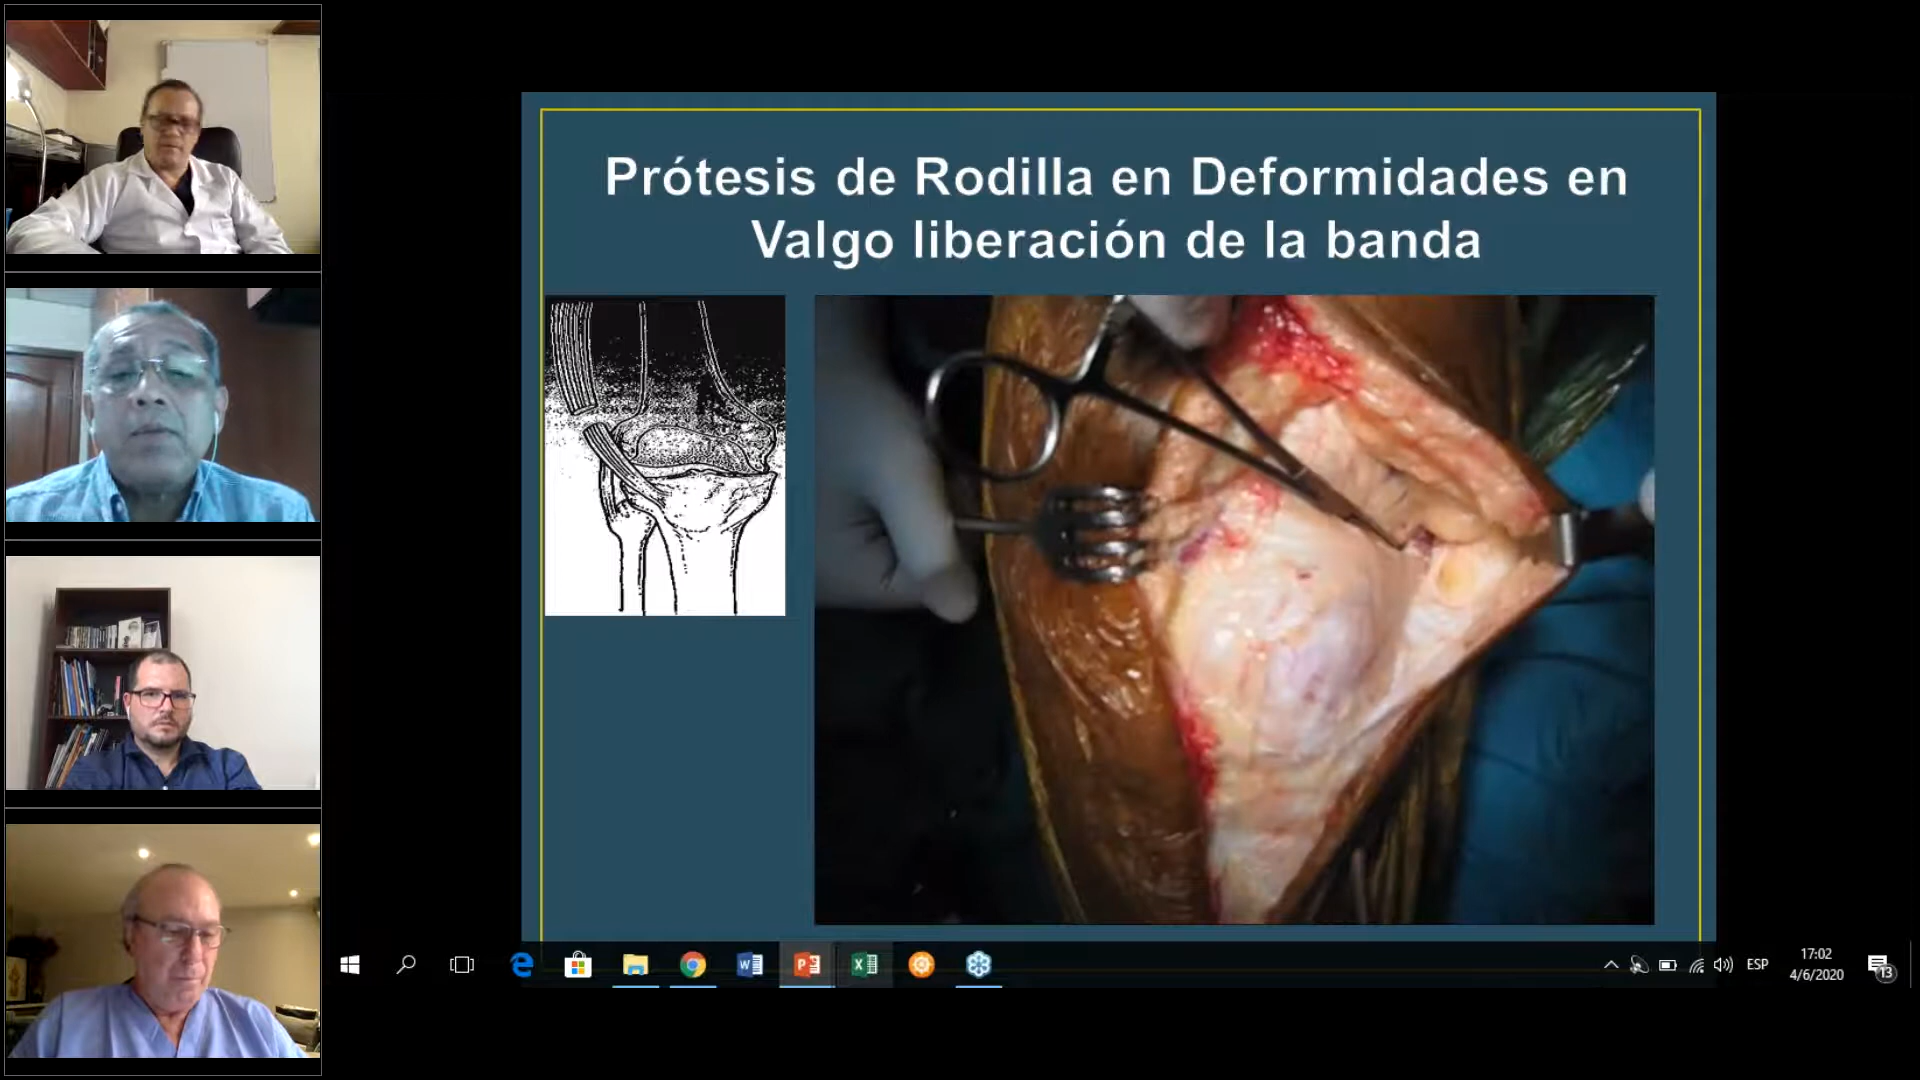 Prótesis de Rodilla en Deformidades en
Valgo liberación de la banda
ESP
17:02
4/6/2020
13